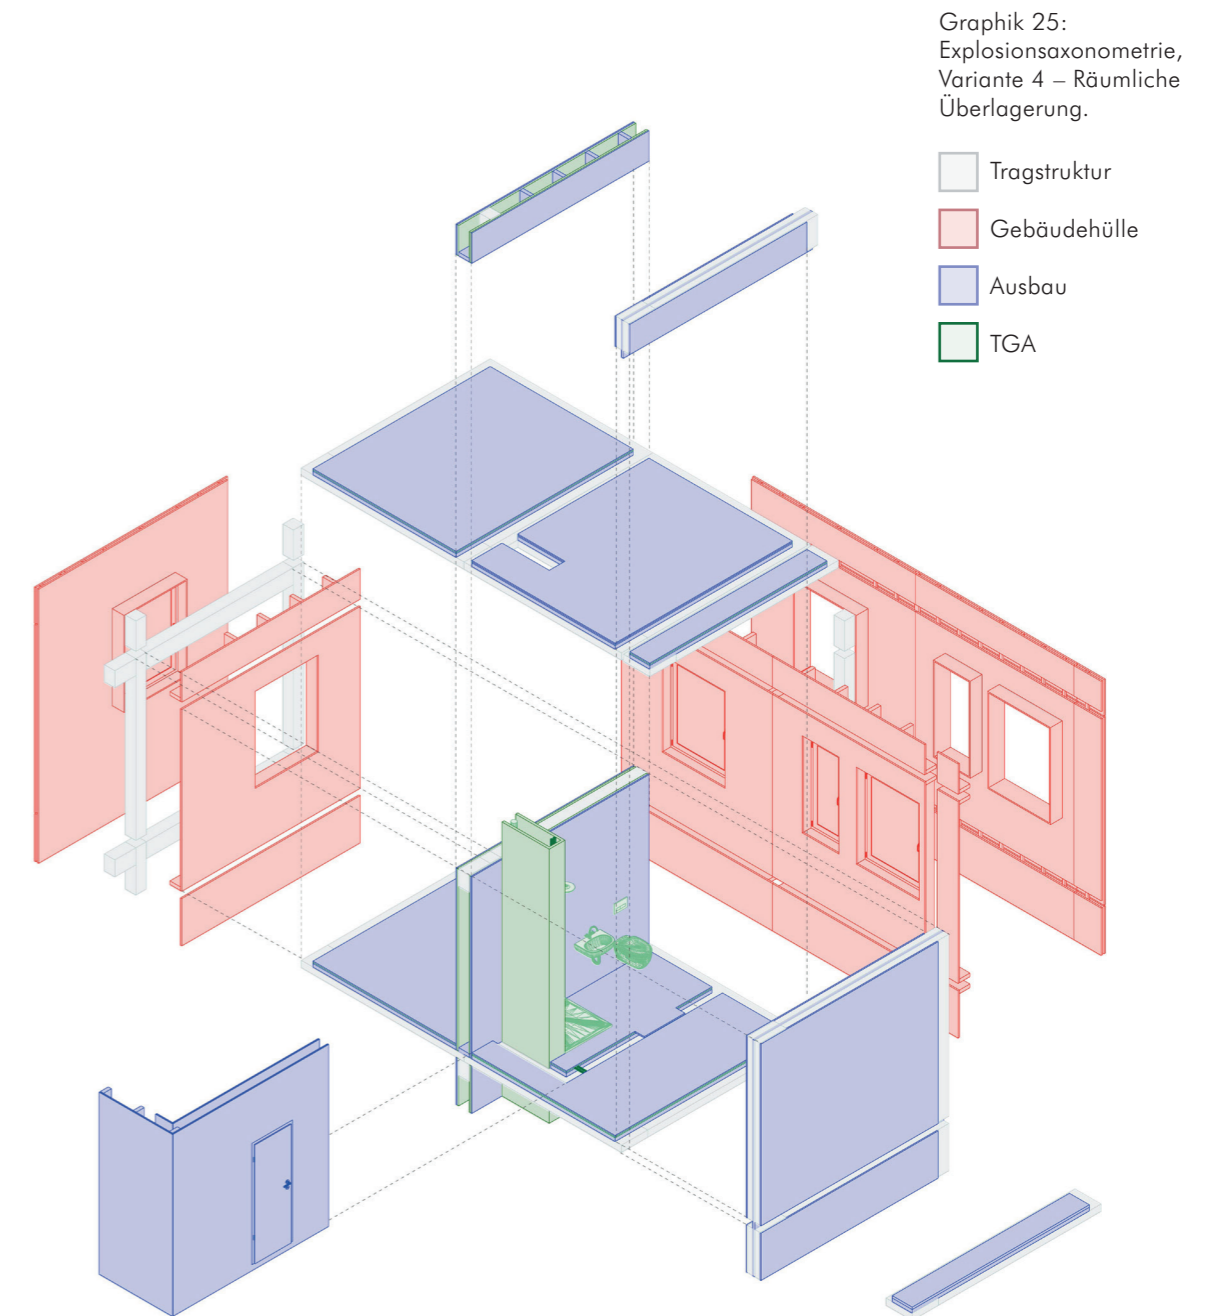 Graphik 25:
Explosionsaxonometrie,
Variante 4 – Räumliche
Überlagerung.
Tragstruktur
Gebäudehülle
Ausbau
TGA